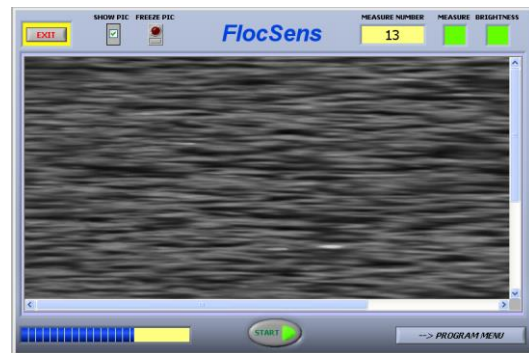 EXIT
SHOW PIC FREEZE PIC
FlocSens
MEASURE NUMBER
13
MEASURE BRIGHTNESS
START
--> PROGRAM MENU